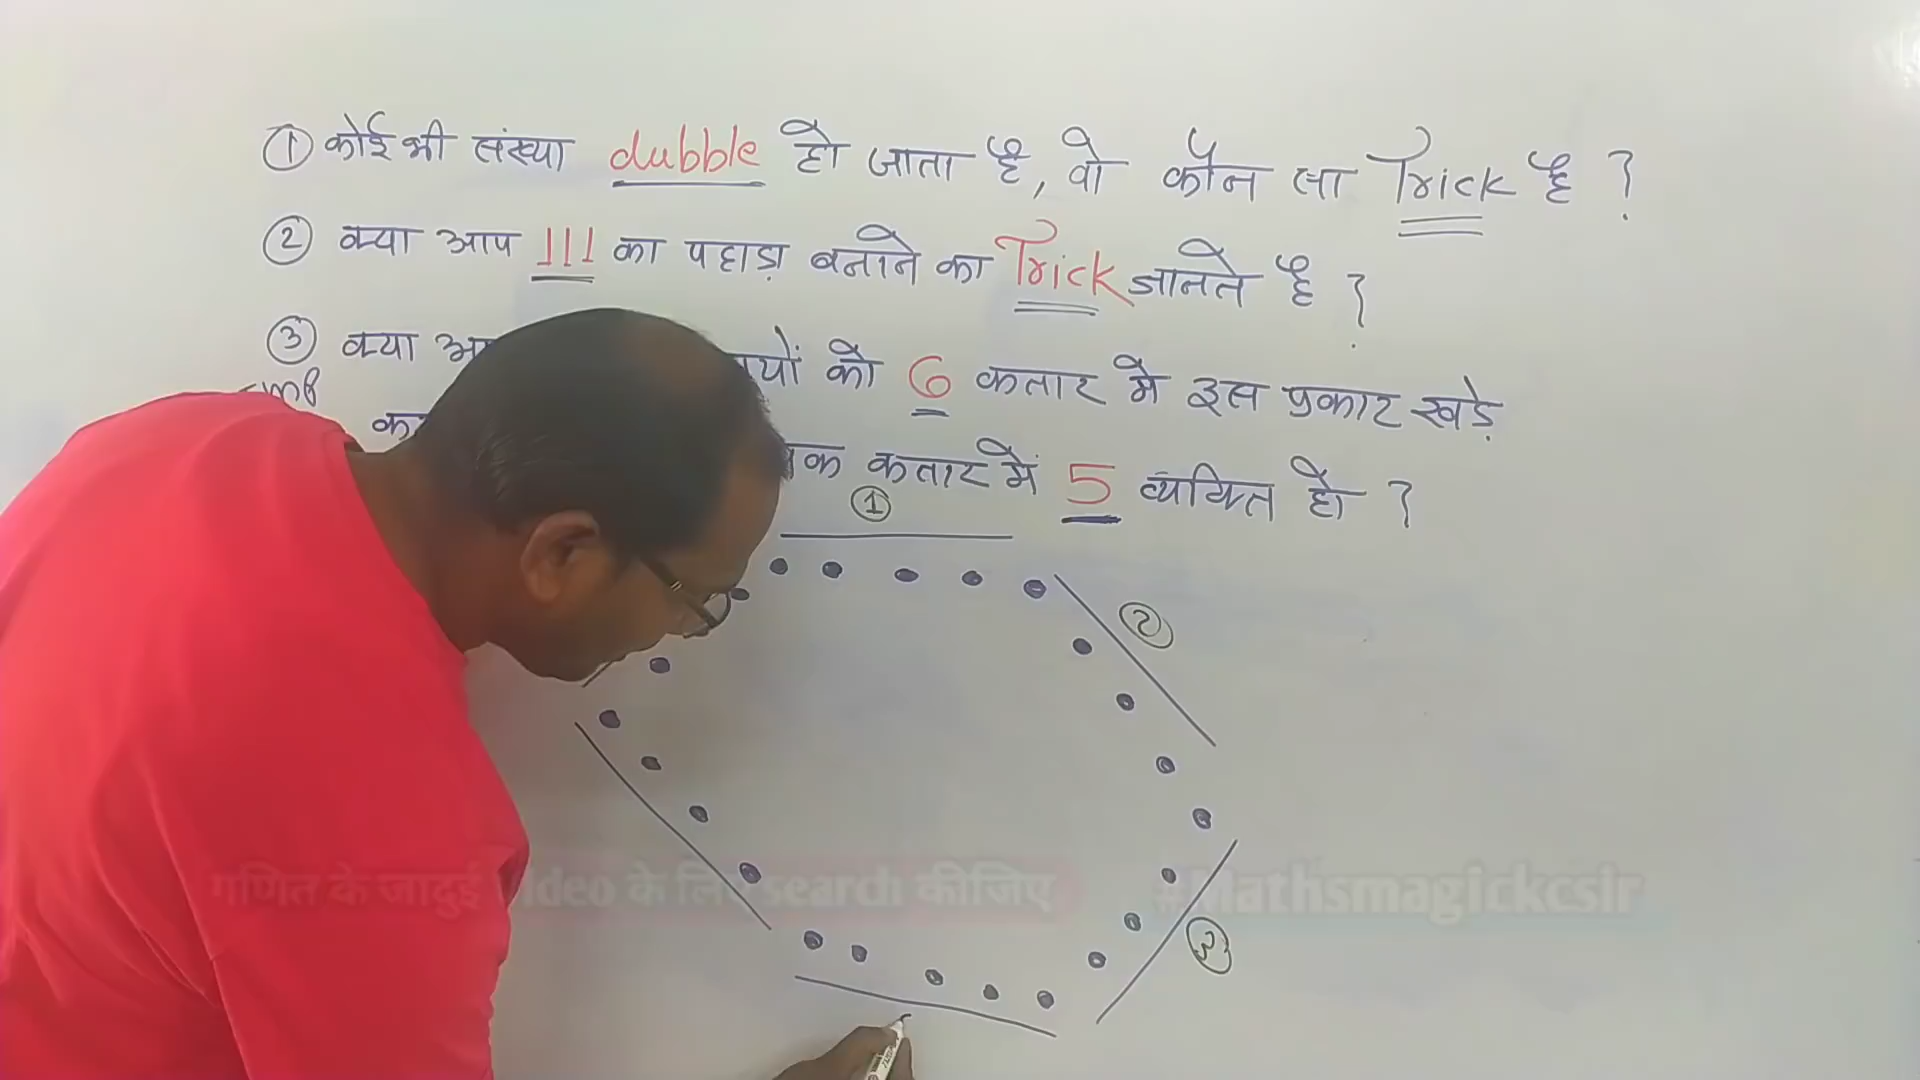 ① कोई भी संख्या dubble हो जाता है, वो कौन सा Trick है ?
② क्या आप 111 का पहाड़ा बनाने का Trick जानते है ?
③ क्या को 6 कतार में इस प्रकार खड़े
कतार में 5 व्यक्ति हो ?
①
②
③
गणित के जादुई Video के लिए search कीजिए #Mathsmagickcsir